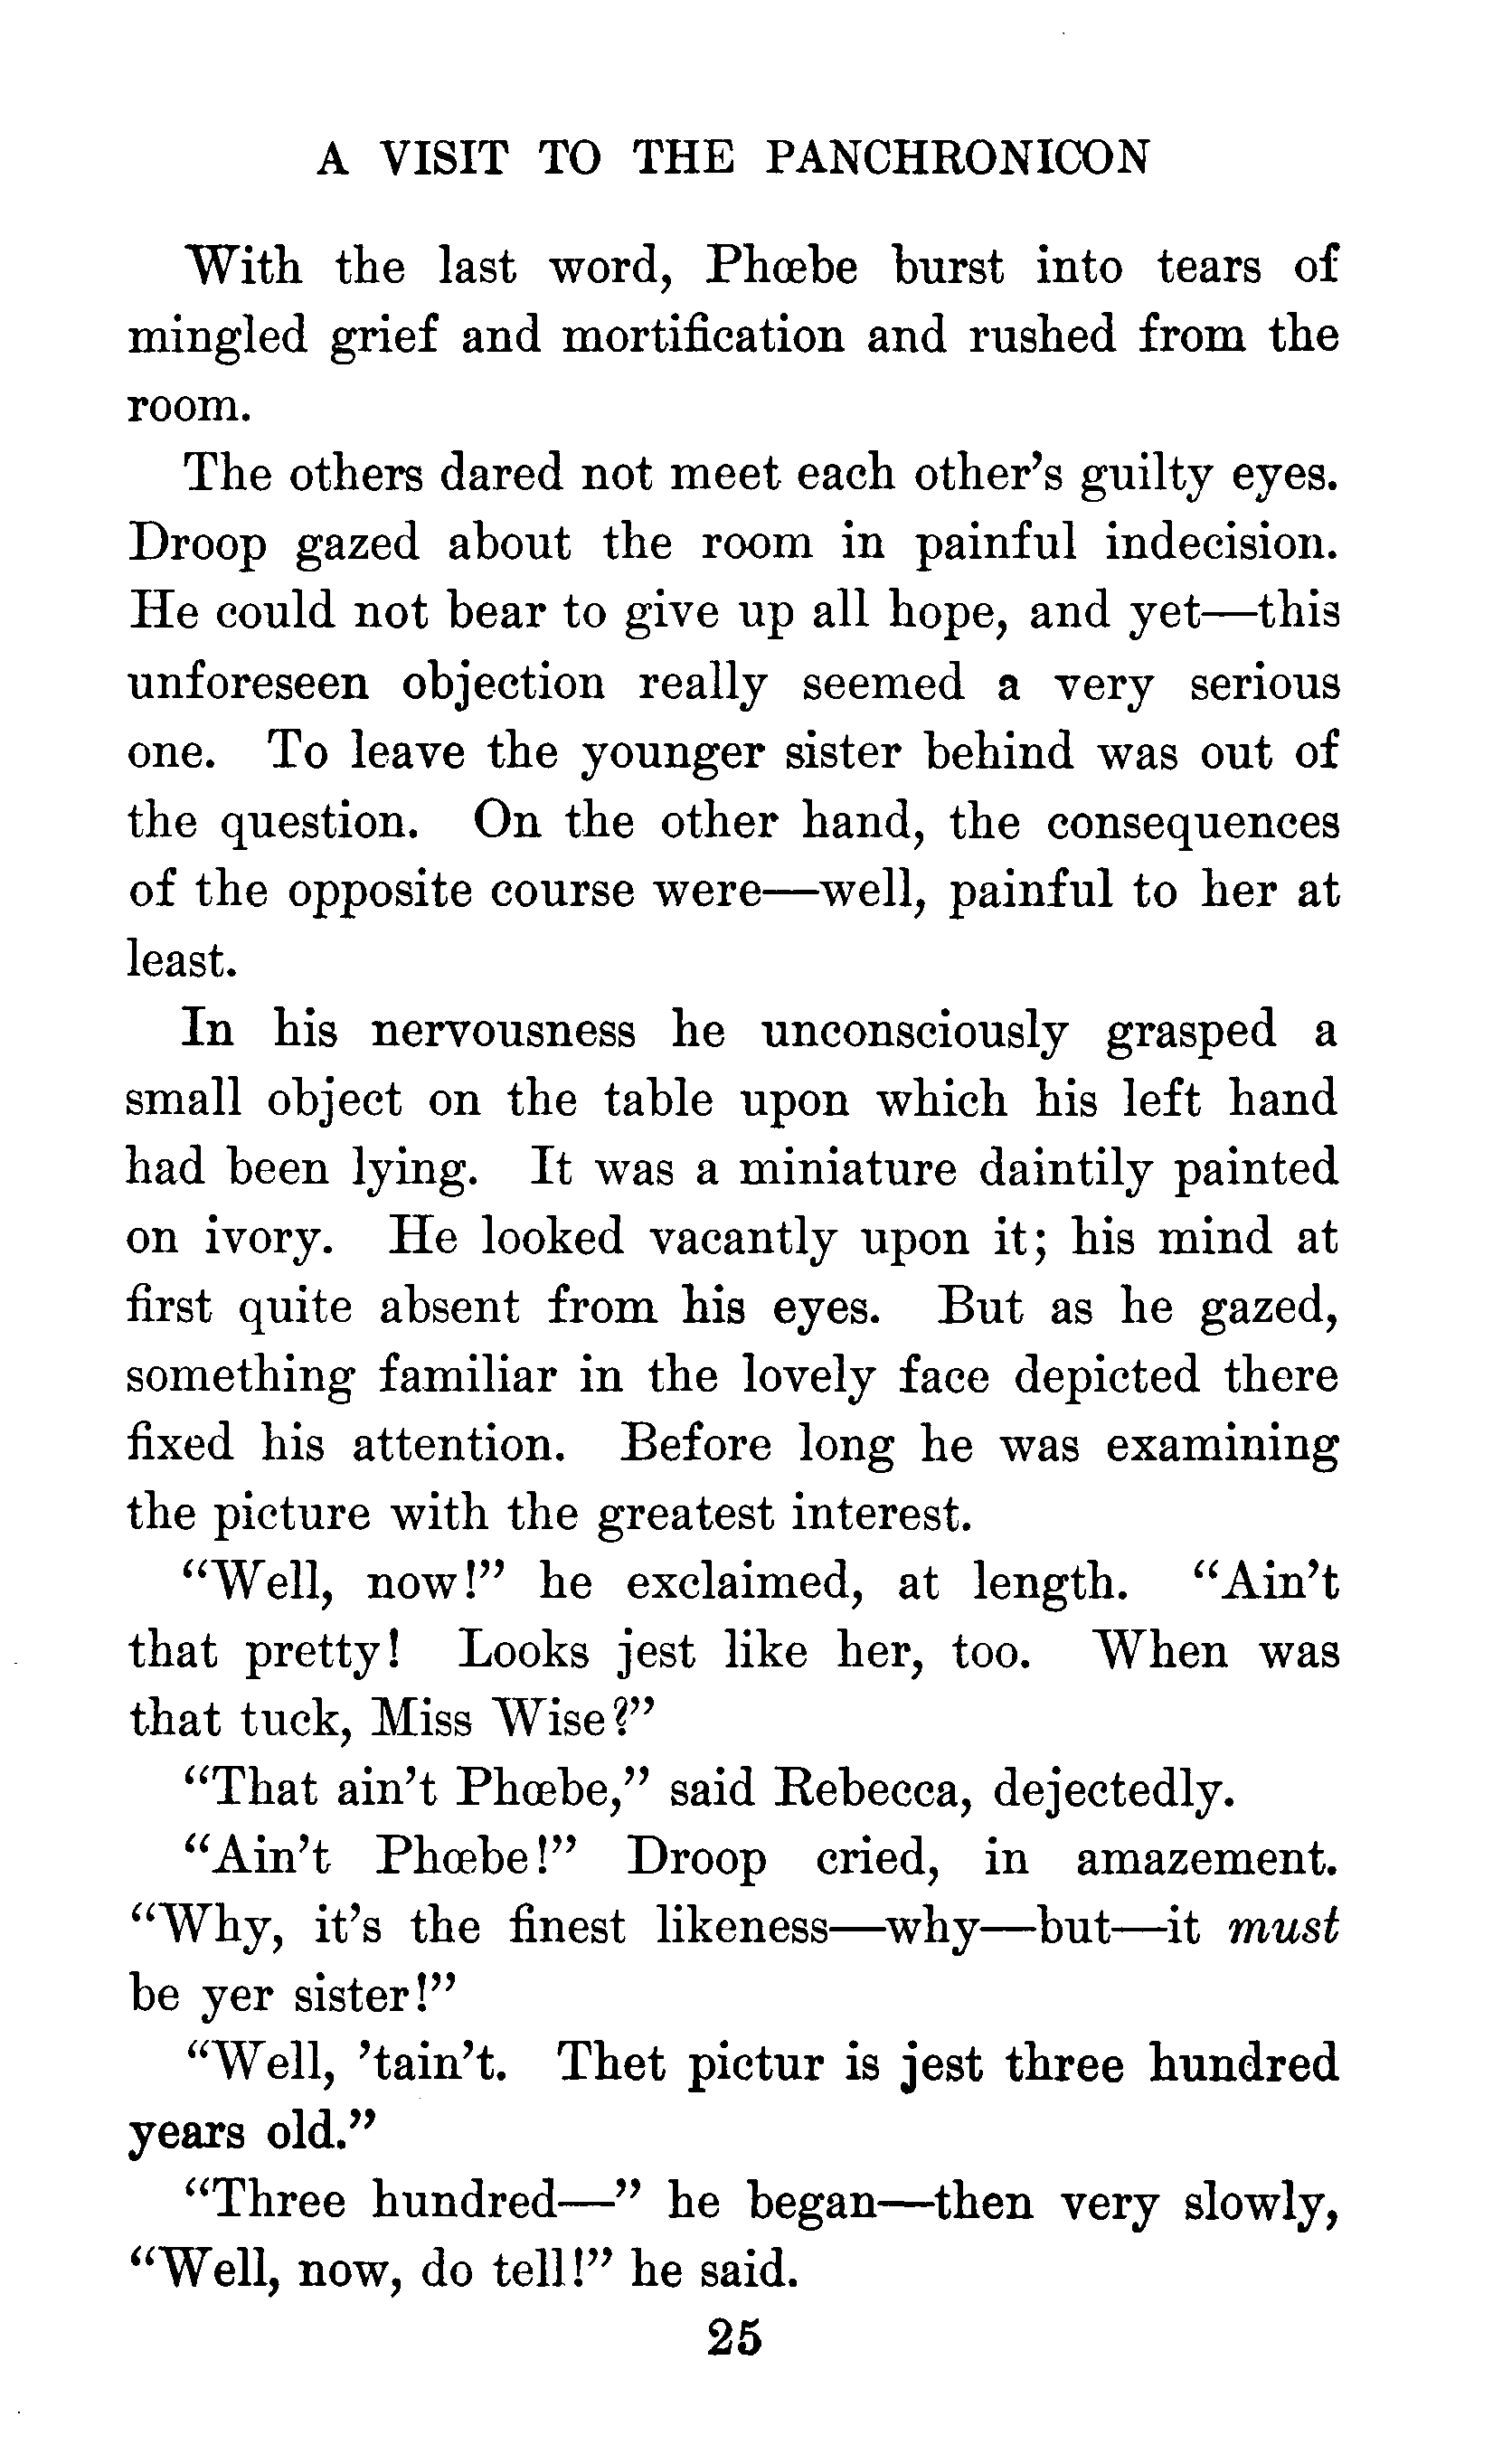 A VISIT TO THE PANCHRONICON
With the last word, Phœbe burst into tears of
mingled grief and mortification and rushed from the
room.
The others dared not meet each other's guilty eyes.
Droop gazed about the room in painful indecision.
He could not bear to give up all hope, and yet—this
unforeseen objection really seemed a very serious
one. To leave the younger sister behind was out of
the question. On the other hand, the consequences
of the opposite course were—well, painful to her at
least.
In his nervousness he unconsciously grasped a
small object on the table upon which his left hand
had been lying. It was a miniature daintily painted
on ivory. He looked vacantly upon it; his mind at
first quite absent from his eyes. But as he gazed,
something familiar in the lovely face depicted there
fixed his attention. Before long he was examining
the picture with the greatest interest.
"Well, now!" he exclaimed, at length. "Ain't
that pretty! Looks jest like her, too. When was
that tuck, Miss Wise?"
"That ain't Phœbe," said Rebecca, dejectedly.
"Ain't Phœbe!" Droop cried, in amazement.
"Why, it's the finest likeness—why—but—it must
be yer sister!"
"Well, 'tain't. Thet pictur is jest three hundred
years old."
"Three hundred—" he began—then very slowly,
"Well, now, do tell!" he said.
25